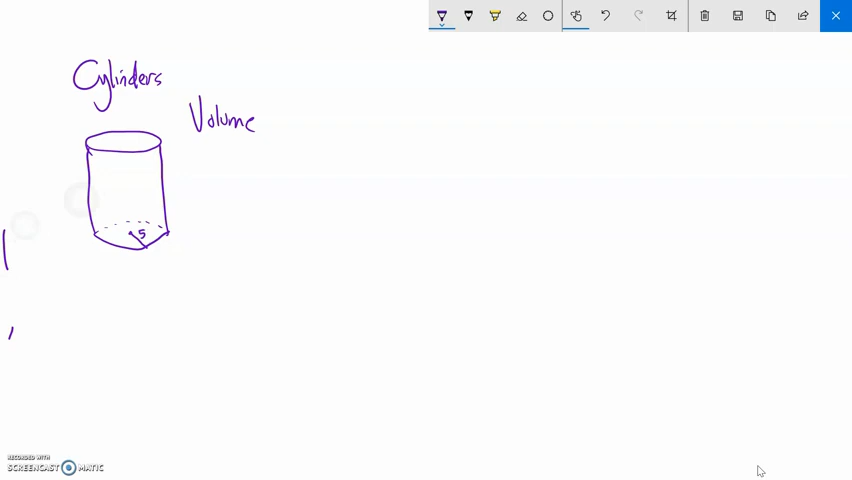 Cylinders
Volume
5
RECORDED WITH
SCREENCAST MATIC